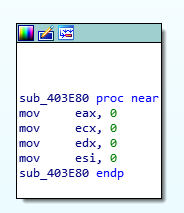 sub_403E80 proc near
mov     eax, 0
mov     ecx, 0
mov     edx, 0
mov     esi, 0
sub_403E80 endp